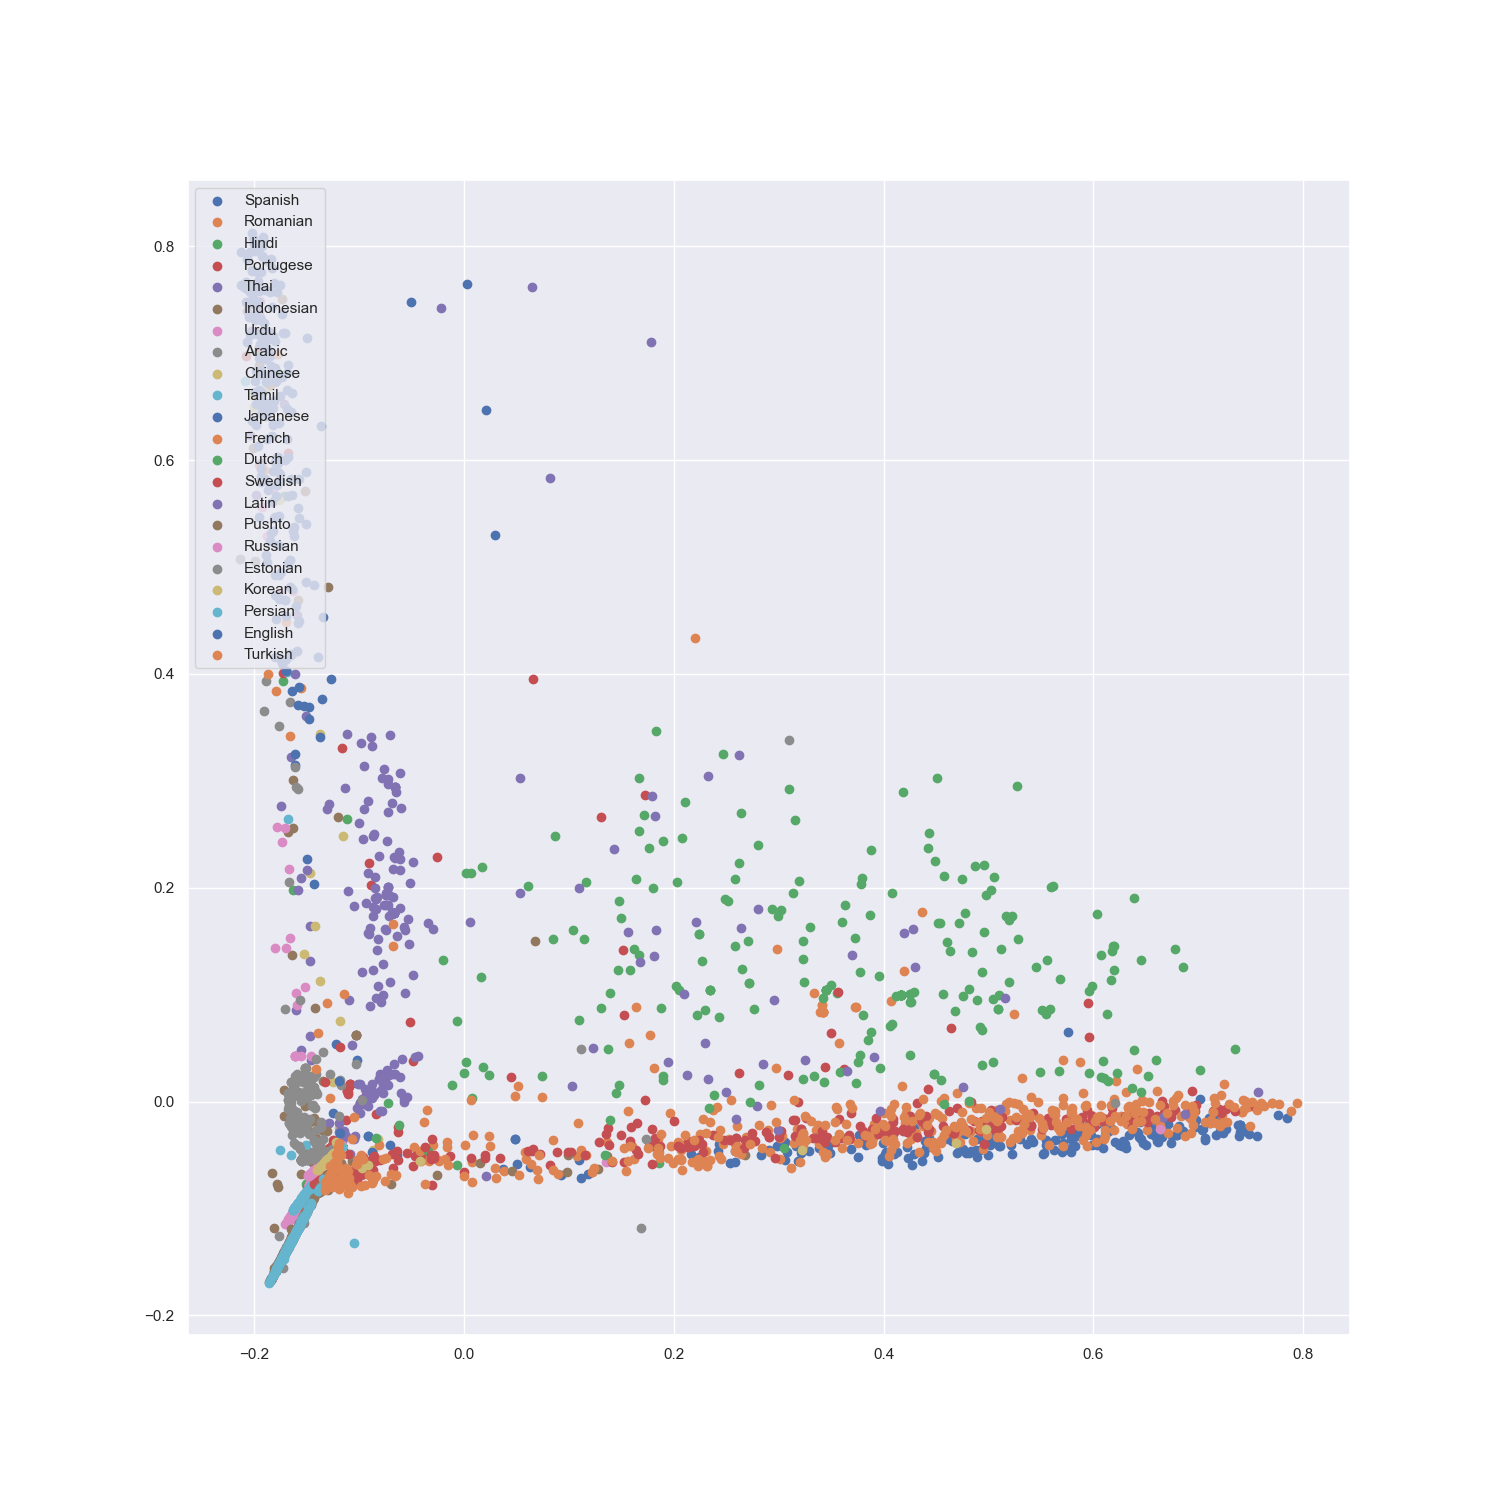 Spanish
Romanian
Hindi
Portugese
Thai
Indonesian
Urdu
Arabic
Chinese
Tamil
Japanese
French
Dutch
Swedish
Latin
Pushto
Russian
Estonian
Korean
Persian
English
Turkish
0.8
0.6
0.4
0.2
0.0
−0.2
−0.2 0.0 0.2 0.4 0.6 0.8